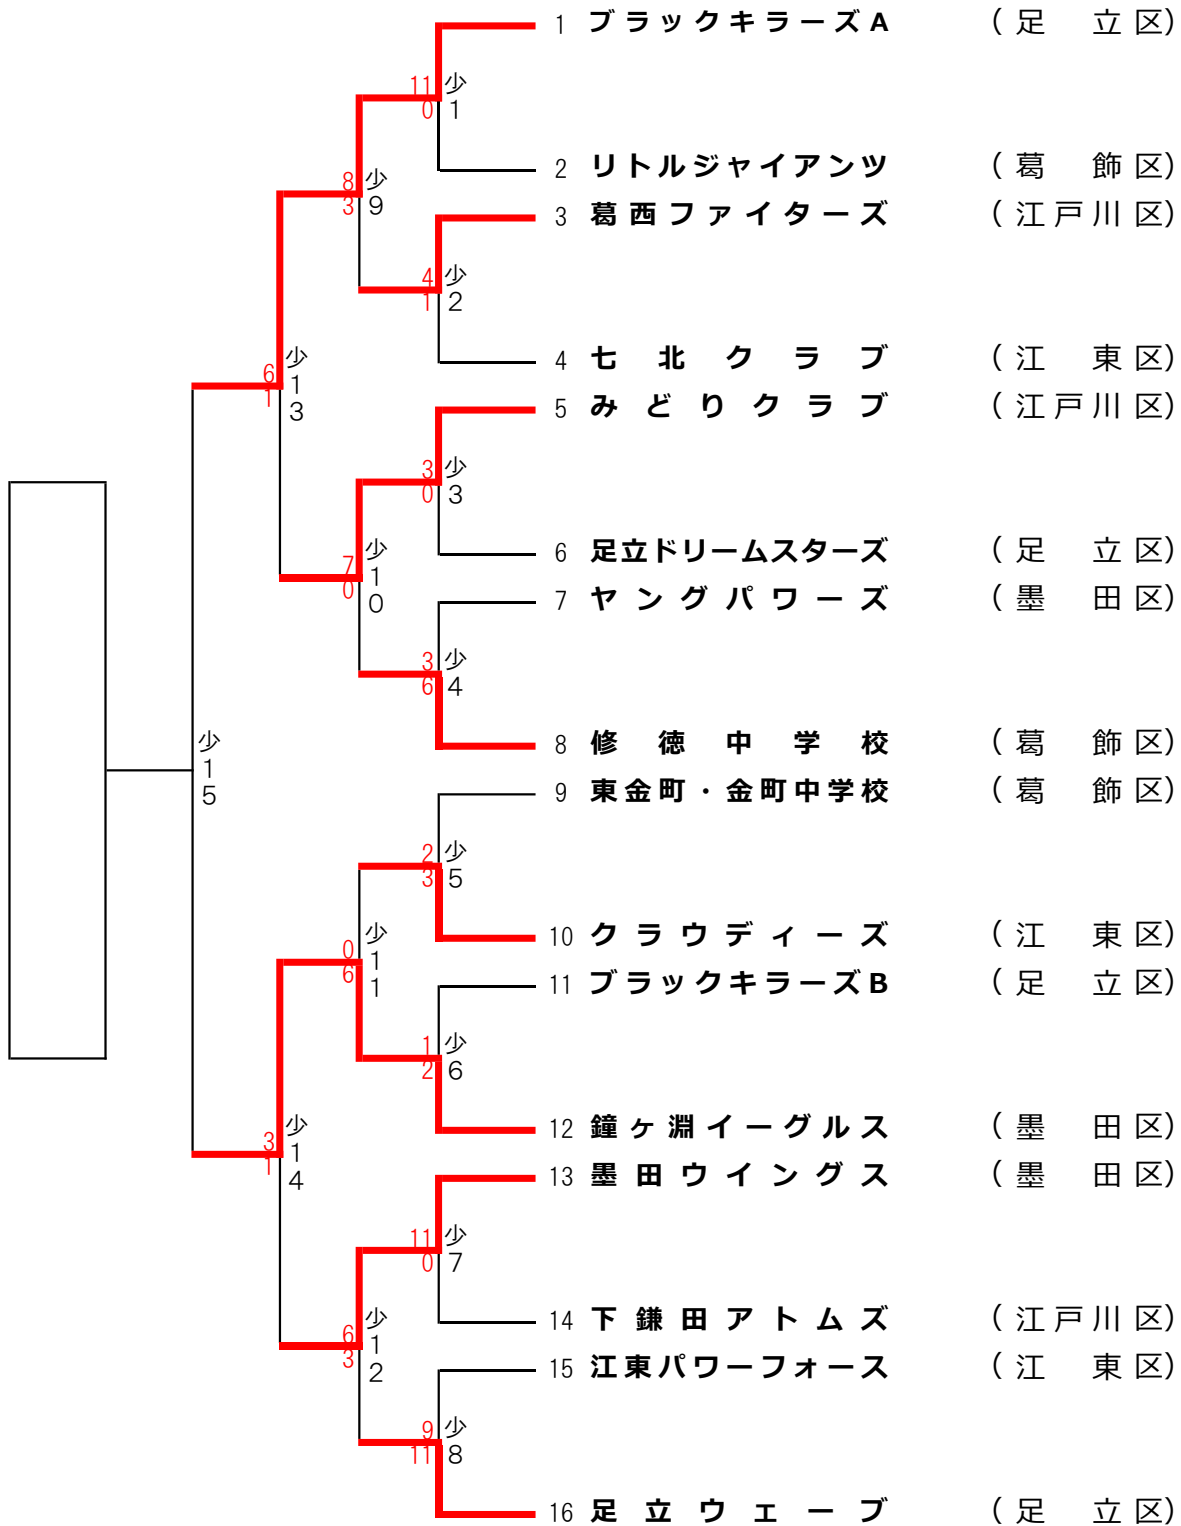 1 ブラックキラーズA (足 立区)
11 少
0 1
2 リトルジャイアンツ (葛 飾区)
8 少
3 9
3 葛西ファイターズ (江戸川区)
4 少
1 2
4 七北クラブ (江 東区)
6 少
1 13
5 みどりクラブ (江戸川区)
3 少
0 3
6 足立ドリームスターズ (足 立区)
7 少
0 10
7 ヤングパワーズ (墨 田区)
3 少
6 4
8 修徳中学校 (葛 飾区)
少
15
9 東金町・金町中学校 (葛 飾区)
2 少
3 5
10 クラウディーズ (江 東区)
0 少
6 11
11 ブラックキラーズB (足 立区)
1 少
2 6
12 鐘ヶ淵イーグルス (墨 田区)
3 少
1 14
13 墨田ウイングス (墨 田区)
11 少
0 7
14 下鎌田アトムズ (江戸川区)
6 少
3 12
15 江東パワーフォース (江 東区)
9 少
11 8
16 足立ウェーブ (足 立区)